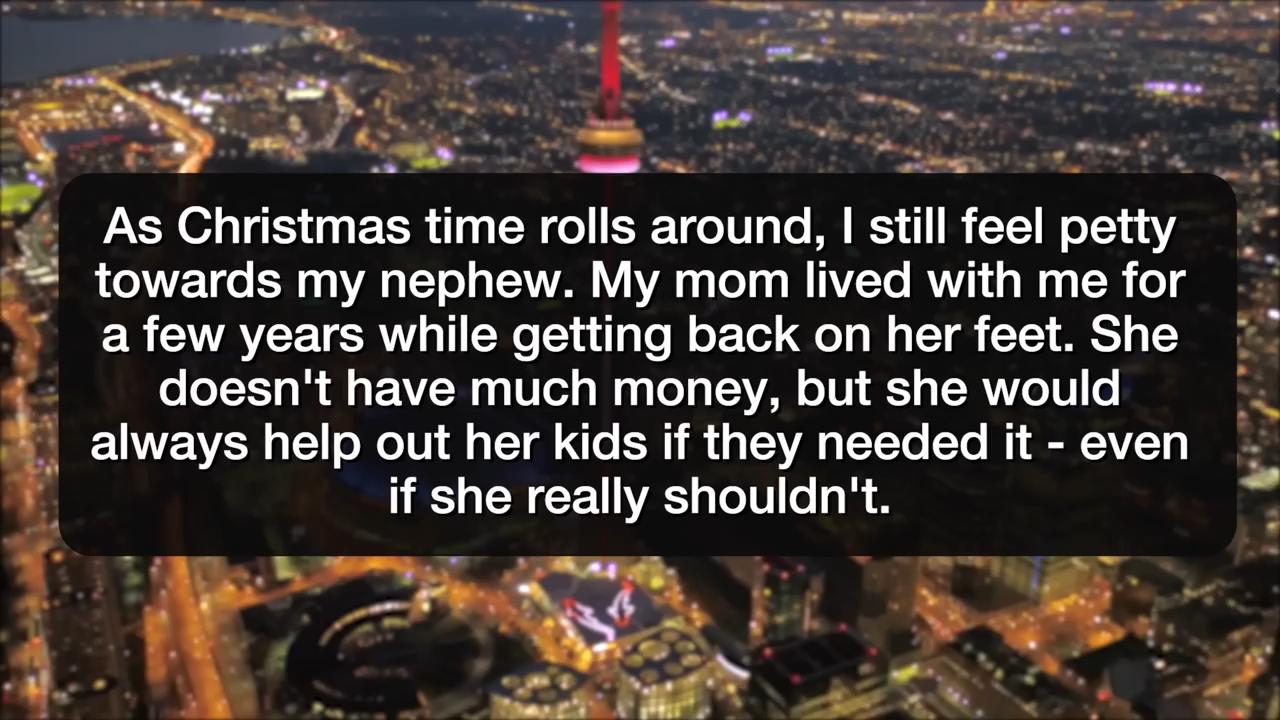 As Christmas time rolls around, I still feel petty
towards my nephew. My mom lived with me for
a few years while getting back on her feet. She
doesn't have much money, but she would
always help out her kids if they needed it - even
if she really shouldn't.